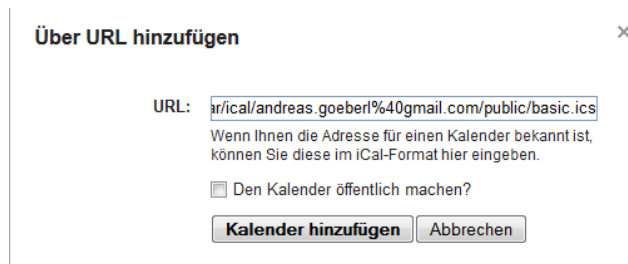 Über URL hinzufügen
×
URL: ar/ical/andreas.goeberl%40gmail.com/public/basic.ics
Wenn Ihnen die Adresse für einen Kalender bekannt ist,
können Sie diese im iCal-Format hier eingeben.
Den Kalender öffentlich machen?
Kalender hinzufügen Abbrechen